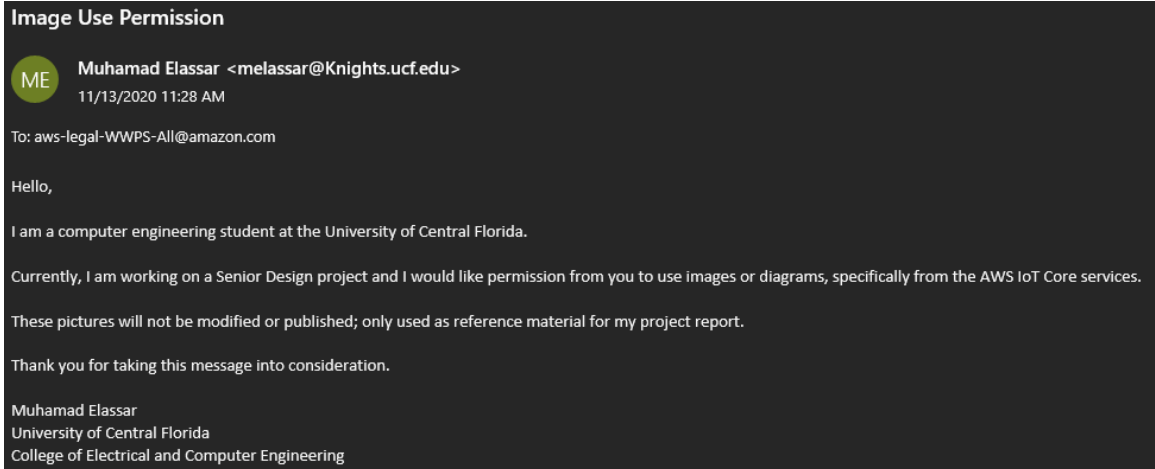 Image Use Permission
ME
Muhamad Elassar <melassar@Knights.ucf.edu>
11/13/2020 11:28 AM
To: aws-legal-WWPS-All@amazon.com
Hello,
I am a computer engineering student at the University of Central Florida.
Currently, I am working on a Senior Design project and I would like permission from you to use images or diagrams, specifically from the AWS IoT Core services.
These pictures will not be modified or published; only used as reference material for my project report.
Thank you for taking this message into consideration.
Muhamad Elassar
University of Central Florida
College of Electrical and Computer Engineering